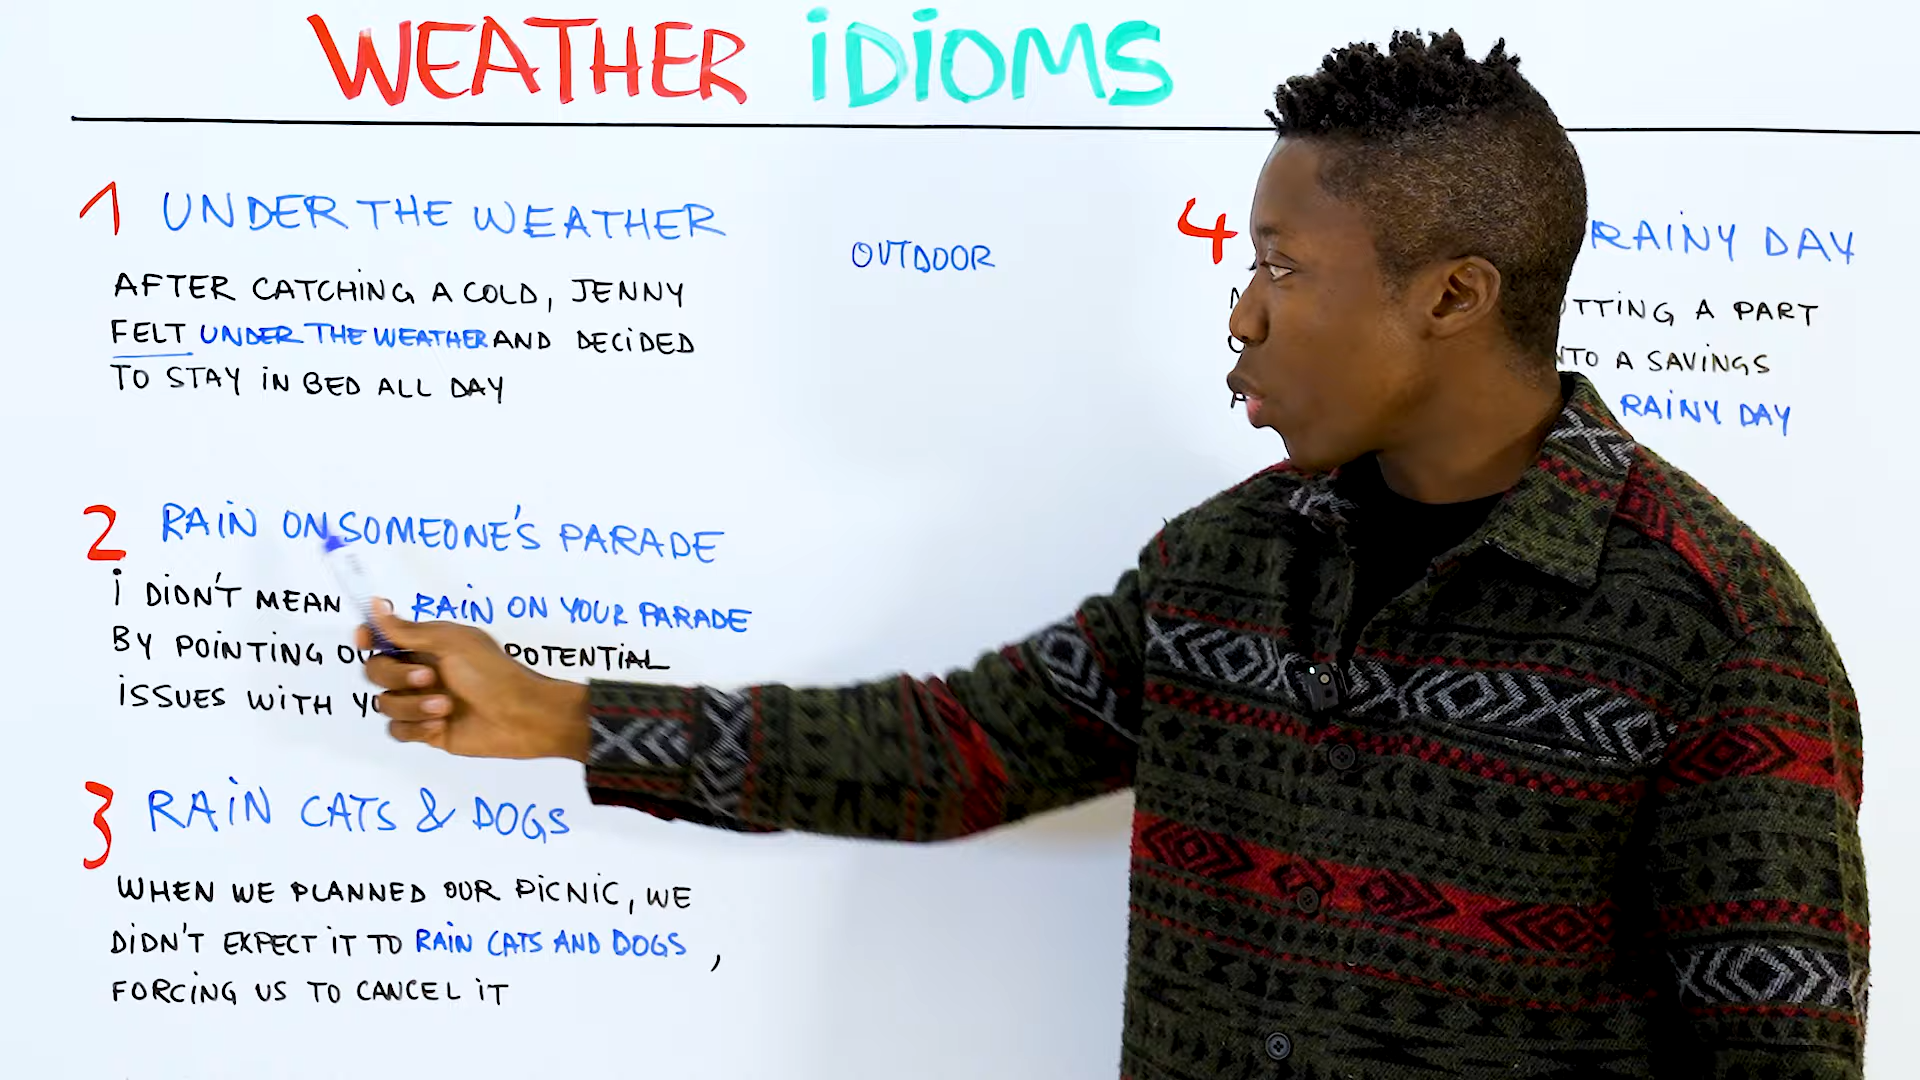 WEATHER IDIOMS
1 UNDER THE WEATHER
AFTER CATCHING A COLD, JENNY
FELT UNDER THE WEATHER AND DECIDED
TO STAY IN BED ALL DAY
OUTDOOR
2 RAIN ON SOMEONE'S PARADE
I DIDN'T MEAN RAIN ON YOUR PARADE
BY POINTING POTENTIAL
ISSUES WITH
3 RAIN CATS & DOGS
WHEN WE PLANNED OUR PICNIC, WE
DIDN'T EXPECT IT TO RAIN CATS AND DOGS,
FORCING US TO CANCEL IT
4 RAINY DAY
A PART
A SAVINGS
RAINY DAY